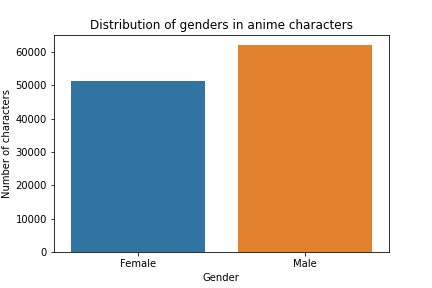 Distribution of genders in anime characters
Number of characters
60000
50000
40000
30000
20000
10000
0
Female
Male
Gender